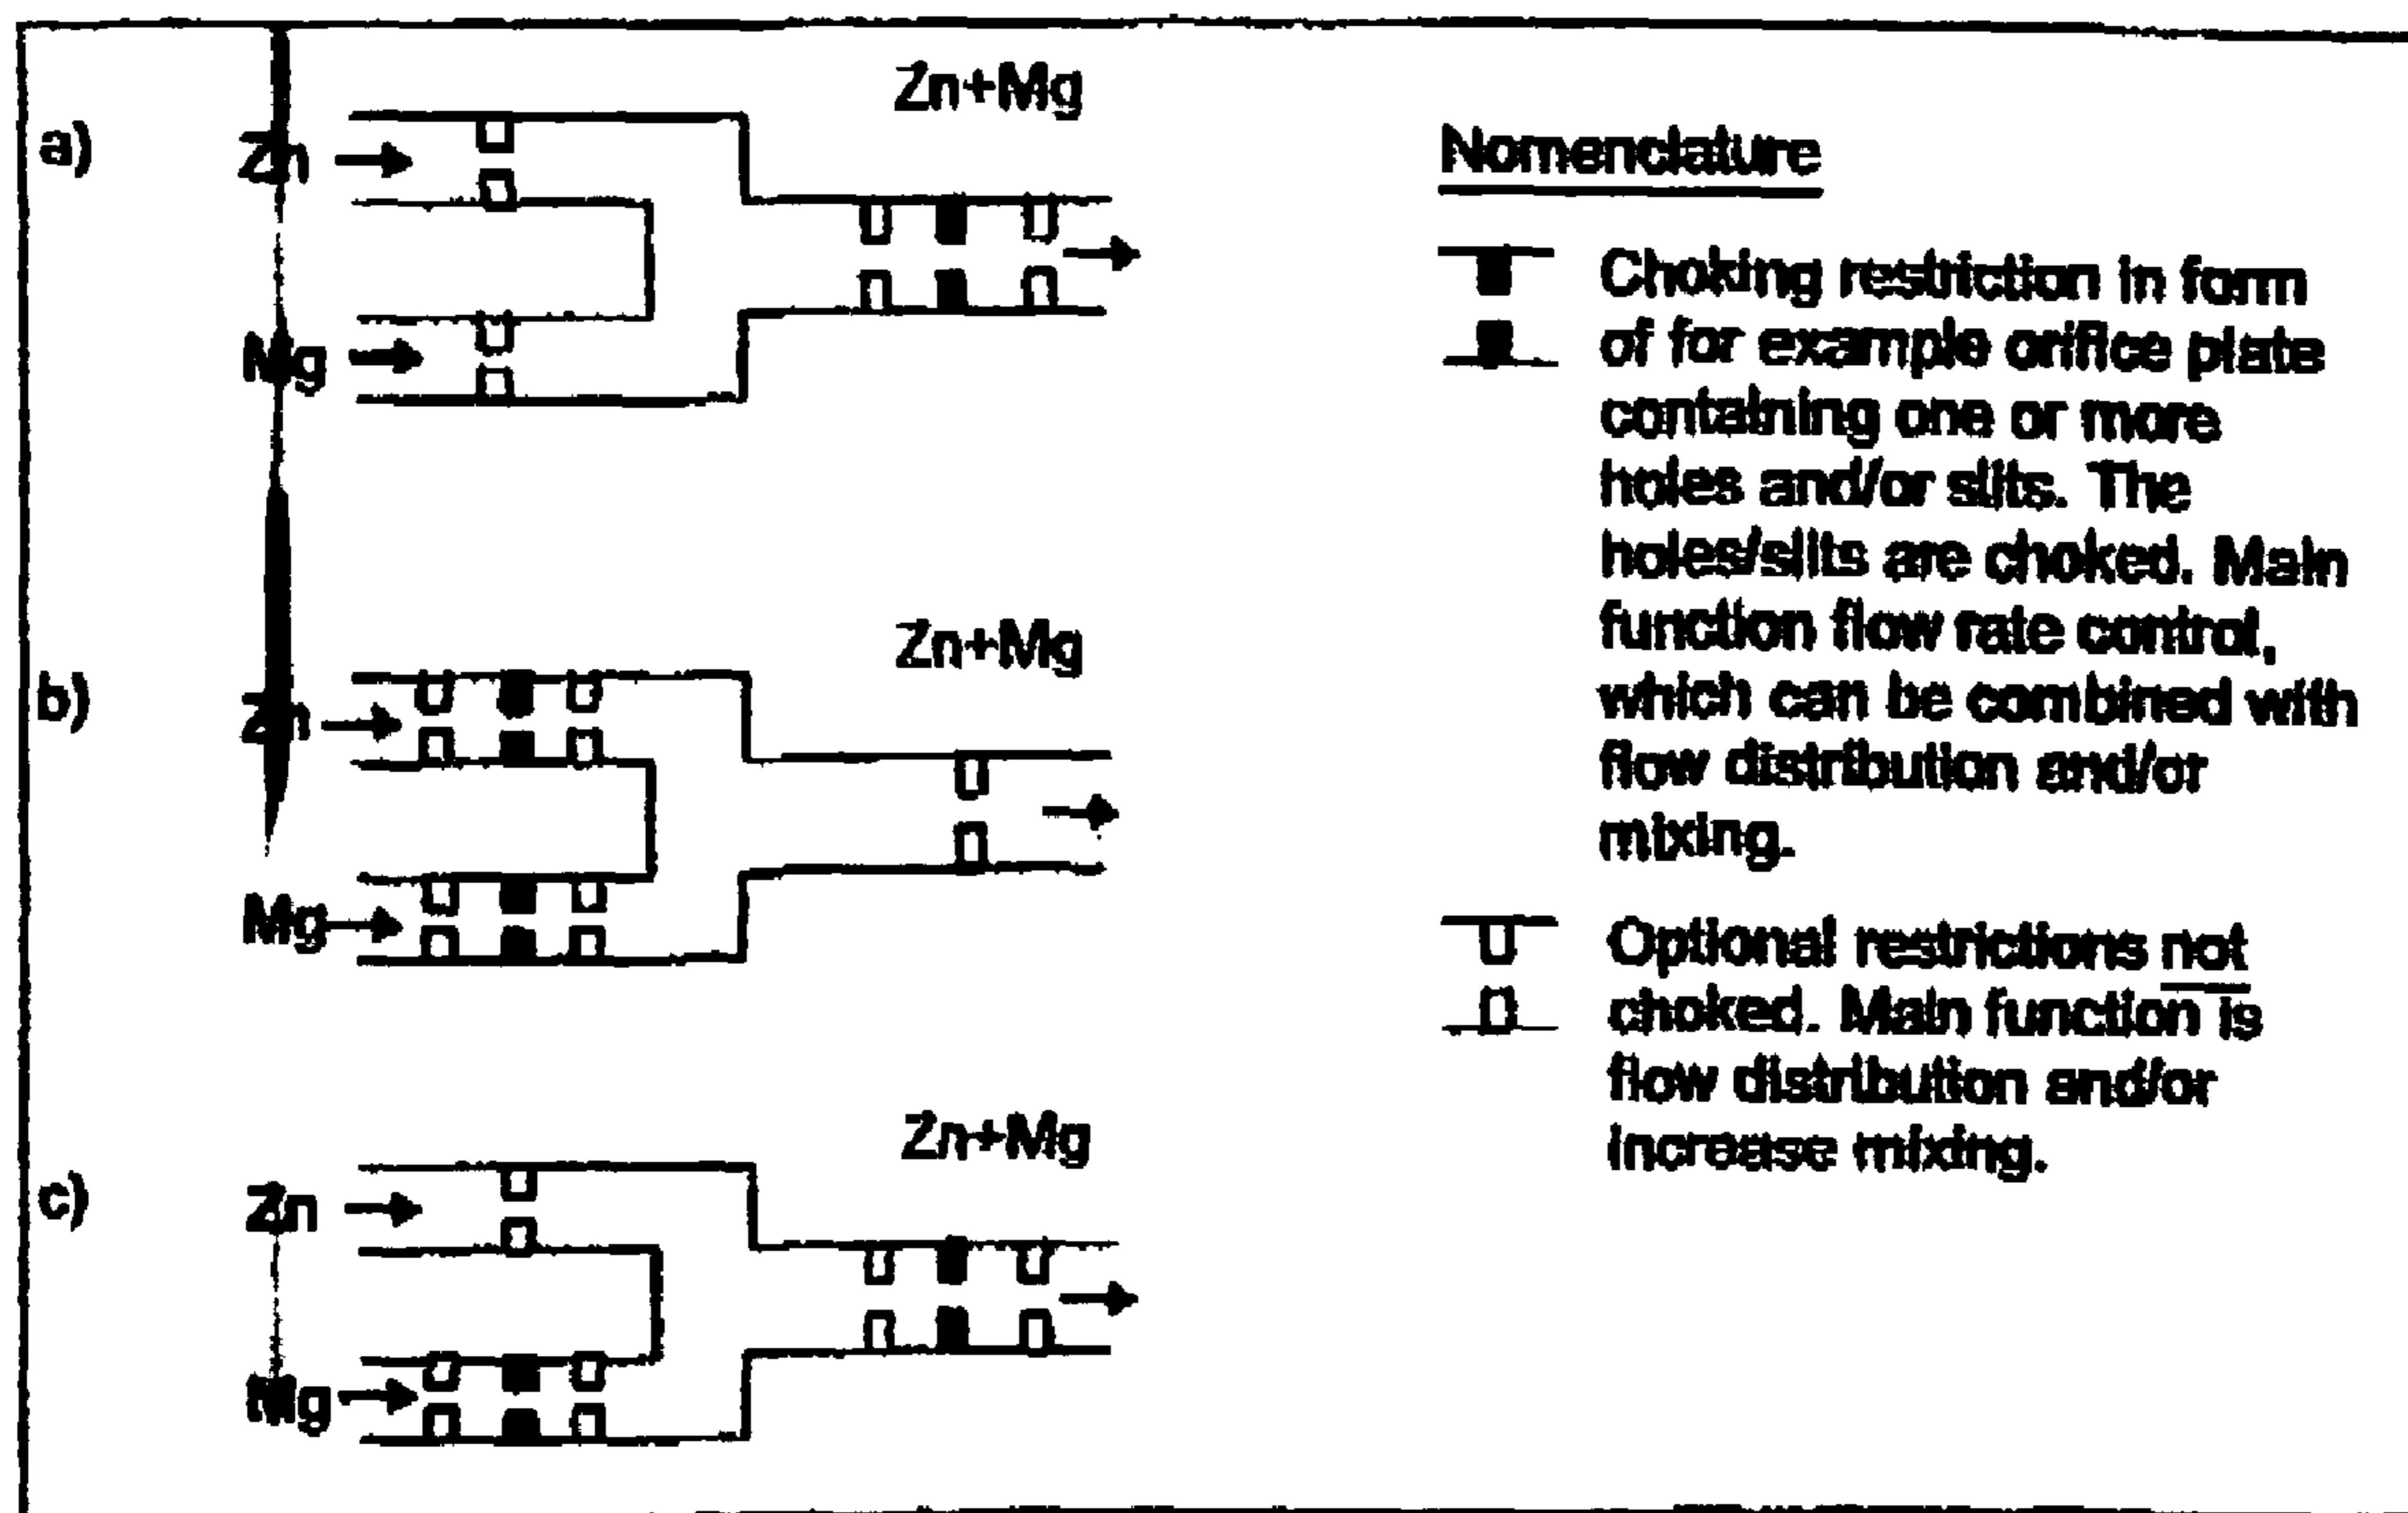 a)
Zn
Mg
Zn+Mg
b)
Zn
Mg
Zn+Mg
c)
Zn
Mg
Zn+Mg
Nomenclature
Choking restriction in form
of for example orifice plate
containing one or more
holes and/or slits. The
holes/slits are choked. Main
function flow rate control,
which can be combined with
flow distribution and/or
mixing.
Optional restrictions not
choked. Main function is
flow distribution and/or
increase mixing.